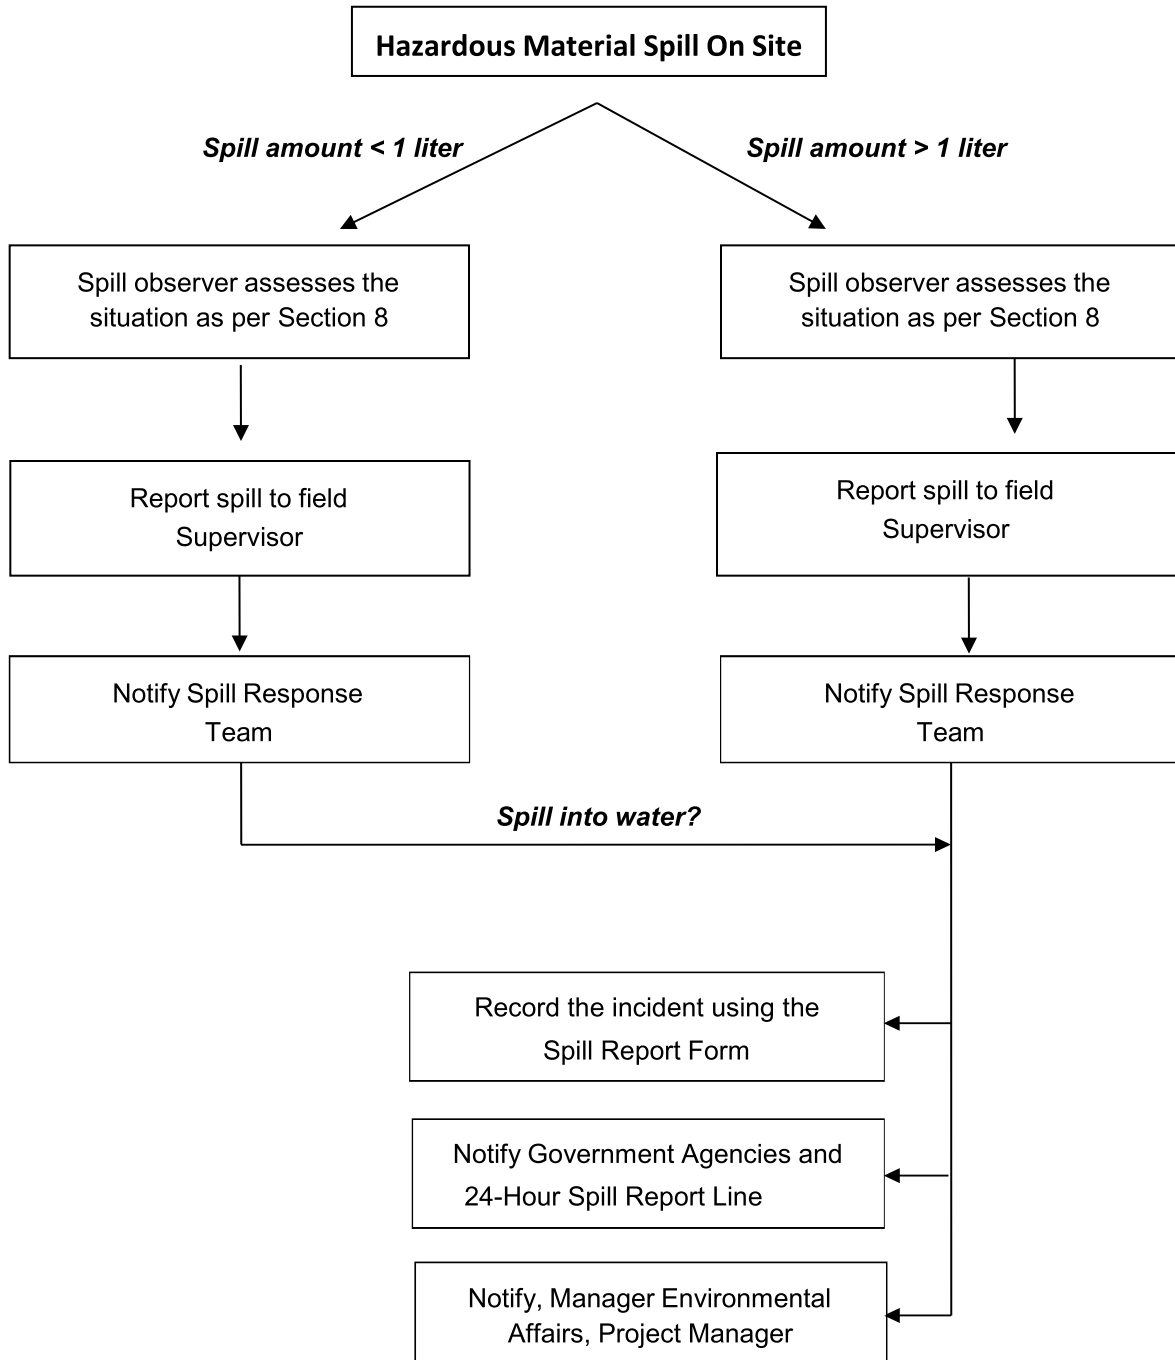 Hazardous Material Spill On Site
Spill amount < 1 liter
Spill amount > 1 liter
Spill observer assesses the
situation as per Section 8
Spill observer assesses the
situation as per Section 8
Report spill to field
Supervisor
Report spill to field
Supervisor
Notify Spill Response
Team
Notify Spill Response
Team
Spill into water?
Record the incident using the
Spill Report Form
Notify Government Agencies and
24-Hour Spill Report Line
Notify, Manager Environmental
Affairs, Project Manager